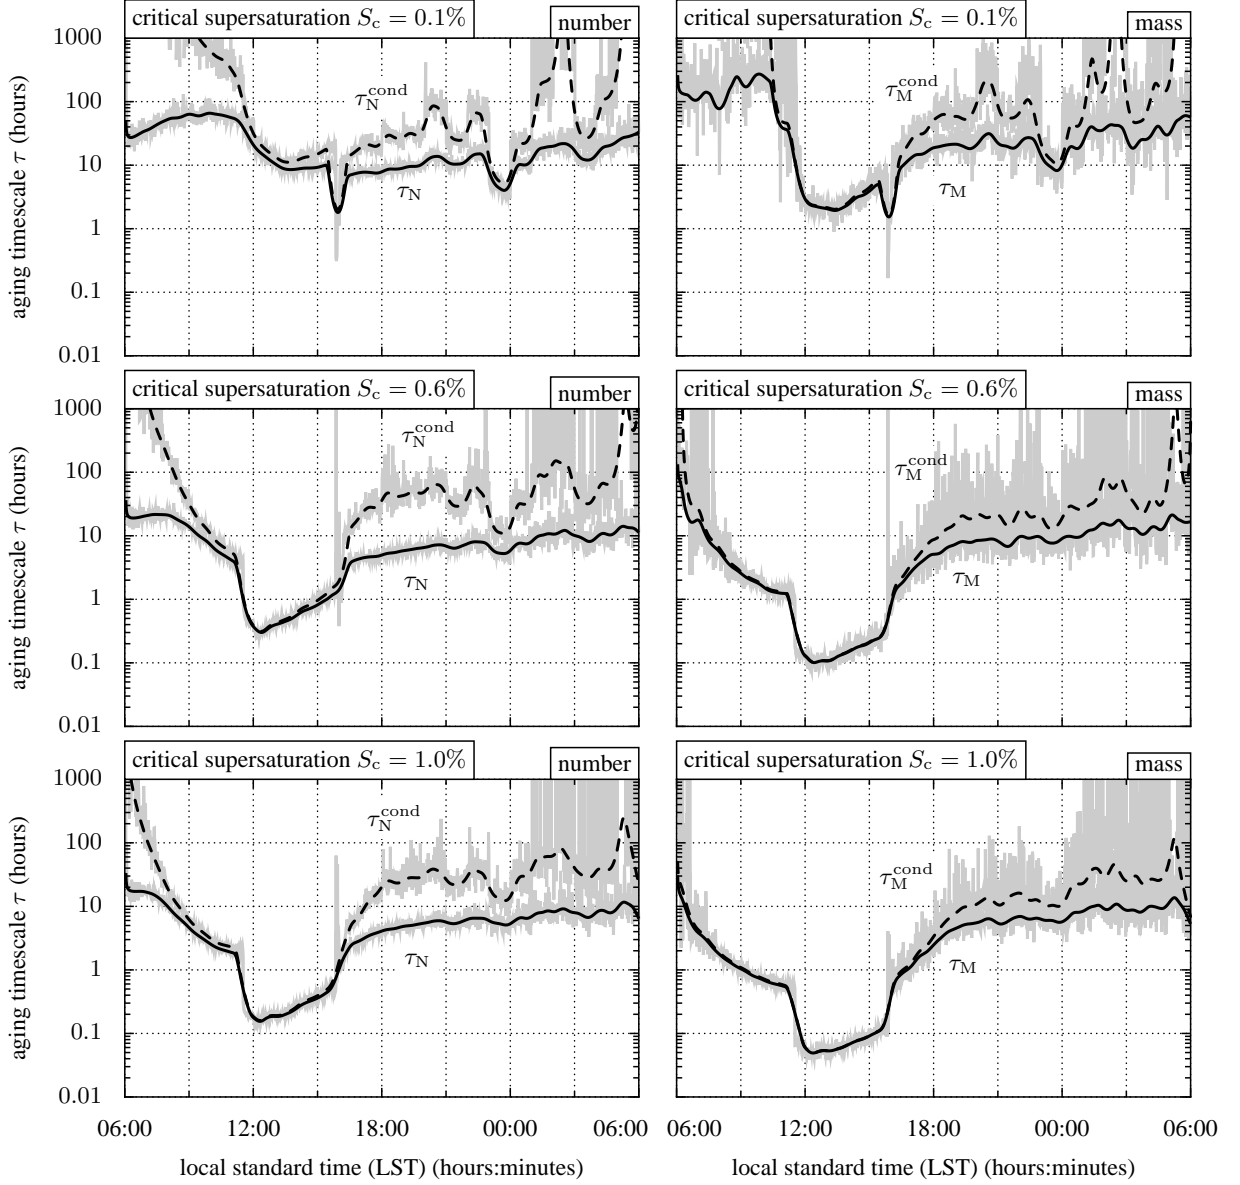 critical supersaturation S_c = 0.1%
number
1000
100
10
1
0.1
0.01
aging timescale τ (hours)
τ_N^cond
τ_N
critical supersaturation S_c = 0.1%
mass
τ_M^cond
τ_M
critical supersaturation S_c = 0.6%
number
1000
100
10
1
0.1
0.01
aging timescale τ (hours)
τ_N^cond
τ_N
critical supersaturation S_c = 0.6%
mass
τ_M^cond
τ_M
critical supersaturation S_c = 1.0%
number
1000
100
10
1
0.1
0.01
aging timescale τ (hours)
τ_N^cond
τ_N
critical supersaturation S_c = 1.0%
mass
τ_M^cond
τ_M
06:00 12:00 18:00 00:00 06:00
local standard time (LST) (hours:minutes)
06:00 12:00 18:00 00:00 06:00
local standard time (LST) (hours:minutes)